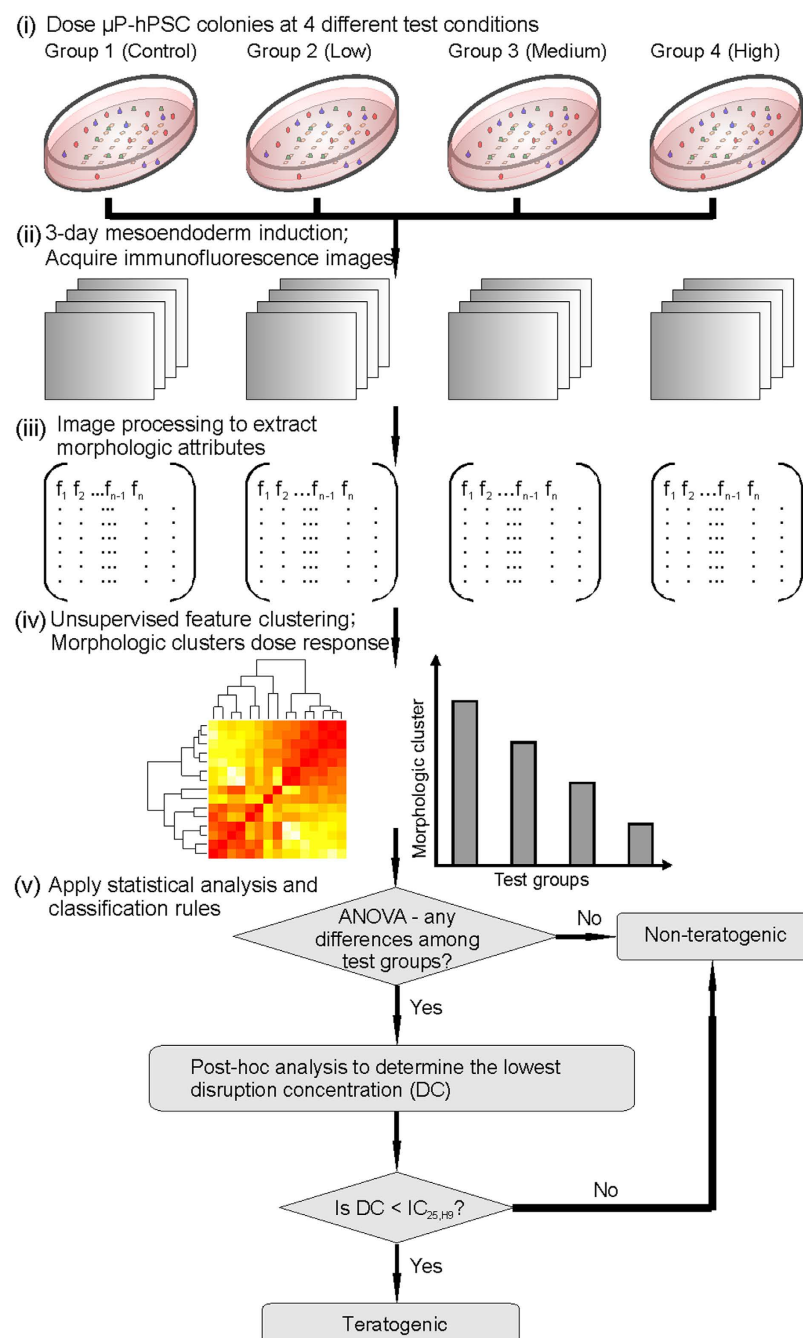 (i) Dose µP-hPSC colonies at 4 different test conditions
Group 1 (Control) Group 2 (Low) Group 3 (Medium) Group 4 (High)
(ii) 3-day mesoendoderm induction;
Acquire immunofluorescence images
(iii) Image processing to extract
morphologic attributes
f1 f2 ...fn-1 fn f1 f2 ...fn-1 fn f1 f2 ...fn-1 fn f1 f2 ...fn-1 fn
(iv) Unsupervised feature clustering;
Morphologic clusters dose response
Morphologic cluster
Test groups
(v) Apply statistical analysis and
classification rules
ANOVA - any
differences among
test groups?
No
Non-teratogenic
Yes
Post-hoc analysis to determine the lowest
disruption concentration (DC)
Is DC < IC25,H9?
No
Yes
Teratogenic